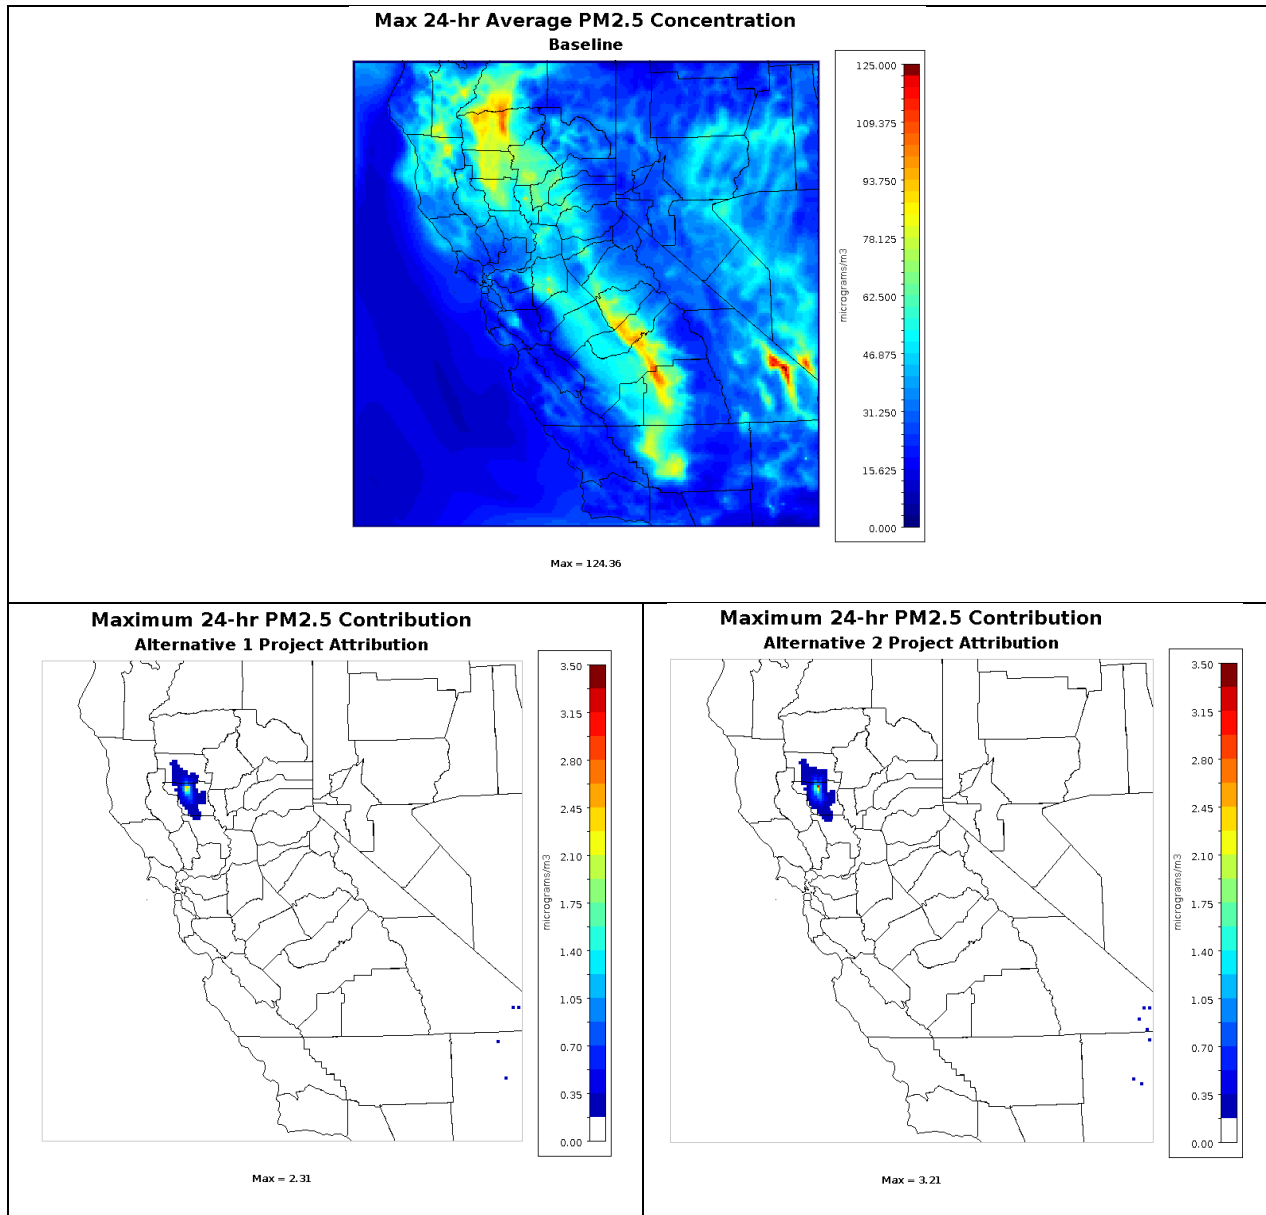 Max 24-hr Average PM2.5 Concentration
Baseline
125.000
109.375
93.750
78.125
62.500
46.875
31.250
15.625
0.000
micrograms/m3
Max = 124.36
Maximum 24-hr PM2.5 Contribution
Alternative 1 Project Attribution
3.50
3.15
2.80
2.45
2.10
1.75
1.40
1.05
0.70
0.35
0.00
micrograms/m3
Max = 2.31
Maximum 24-hr PM2.5 Contribution
Alternative 2 Project Attribution
3.50
3.15
2.80
2.45
2.10
1.75
1.40
1.05
0.70
0.35
0.00
micrograms/m3
Max = 3.21